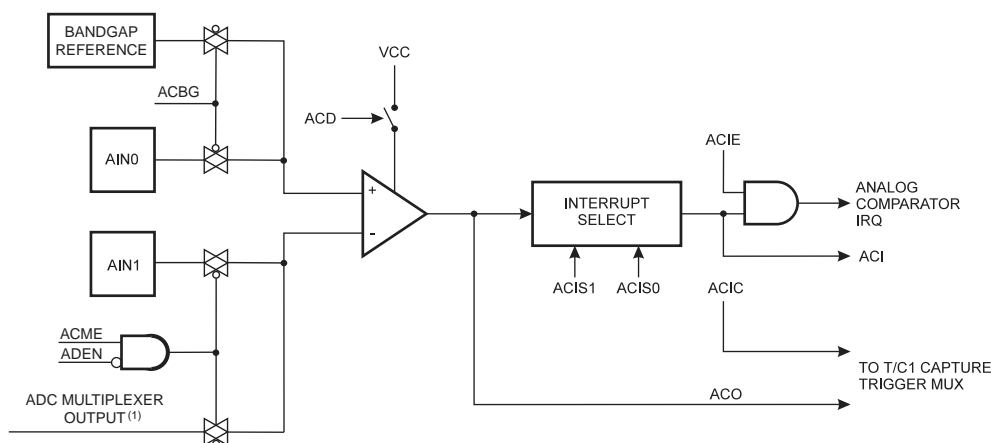 BANDGAP
REFERENCE
ACBG
AIN0
VCC
ACD
+
-
AIN1
ACME
ADEN
ADC MULTIPLEXER
OUTPUT (1)
INTERRUPT
SELECT
ACIS1 ACIS0
ACIE
ANALOG
COMPARATOR
IRQ
ACI
ACIC
TO T/C1 CAPTURE
TRIGGER MUX
ACO